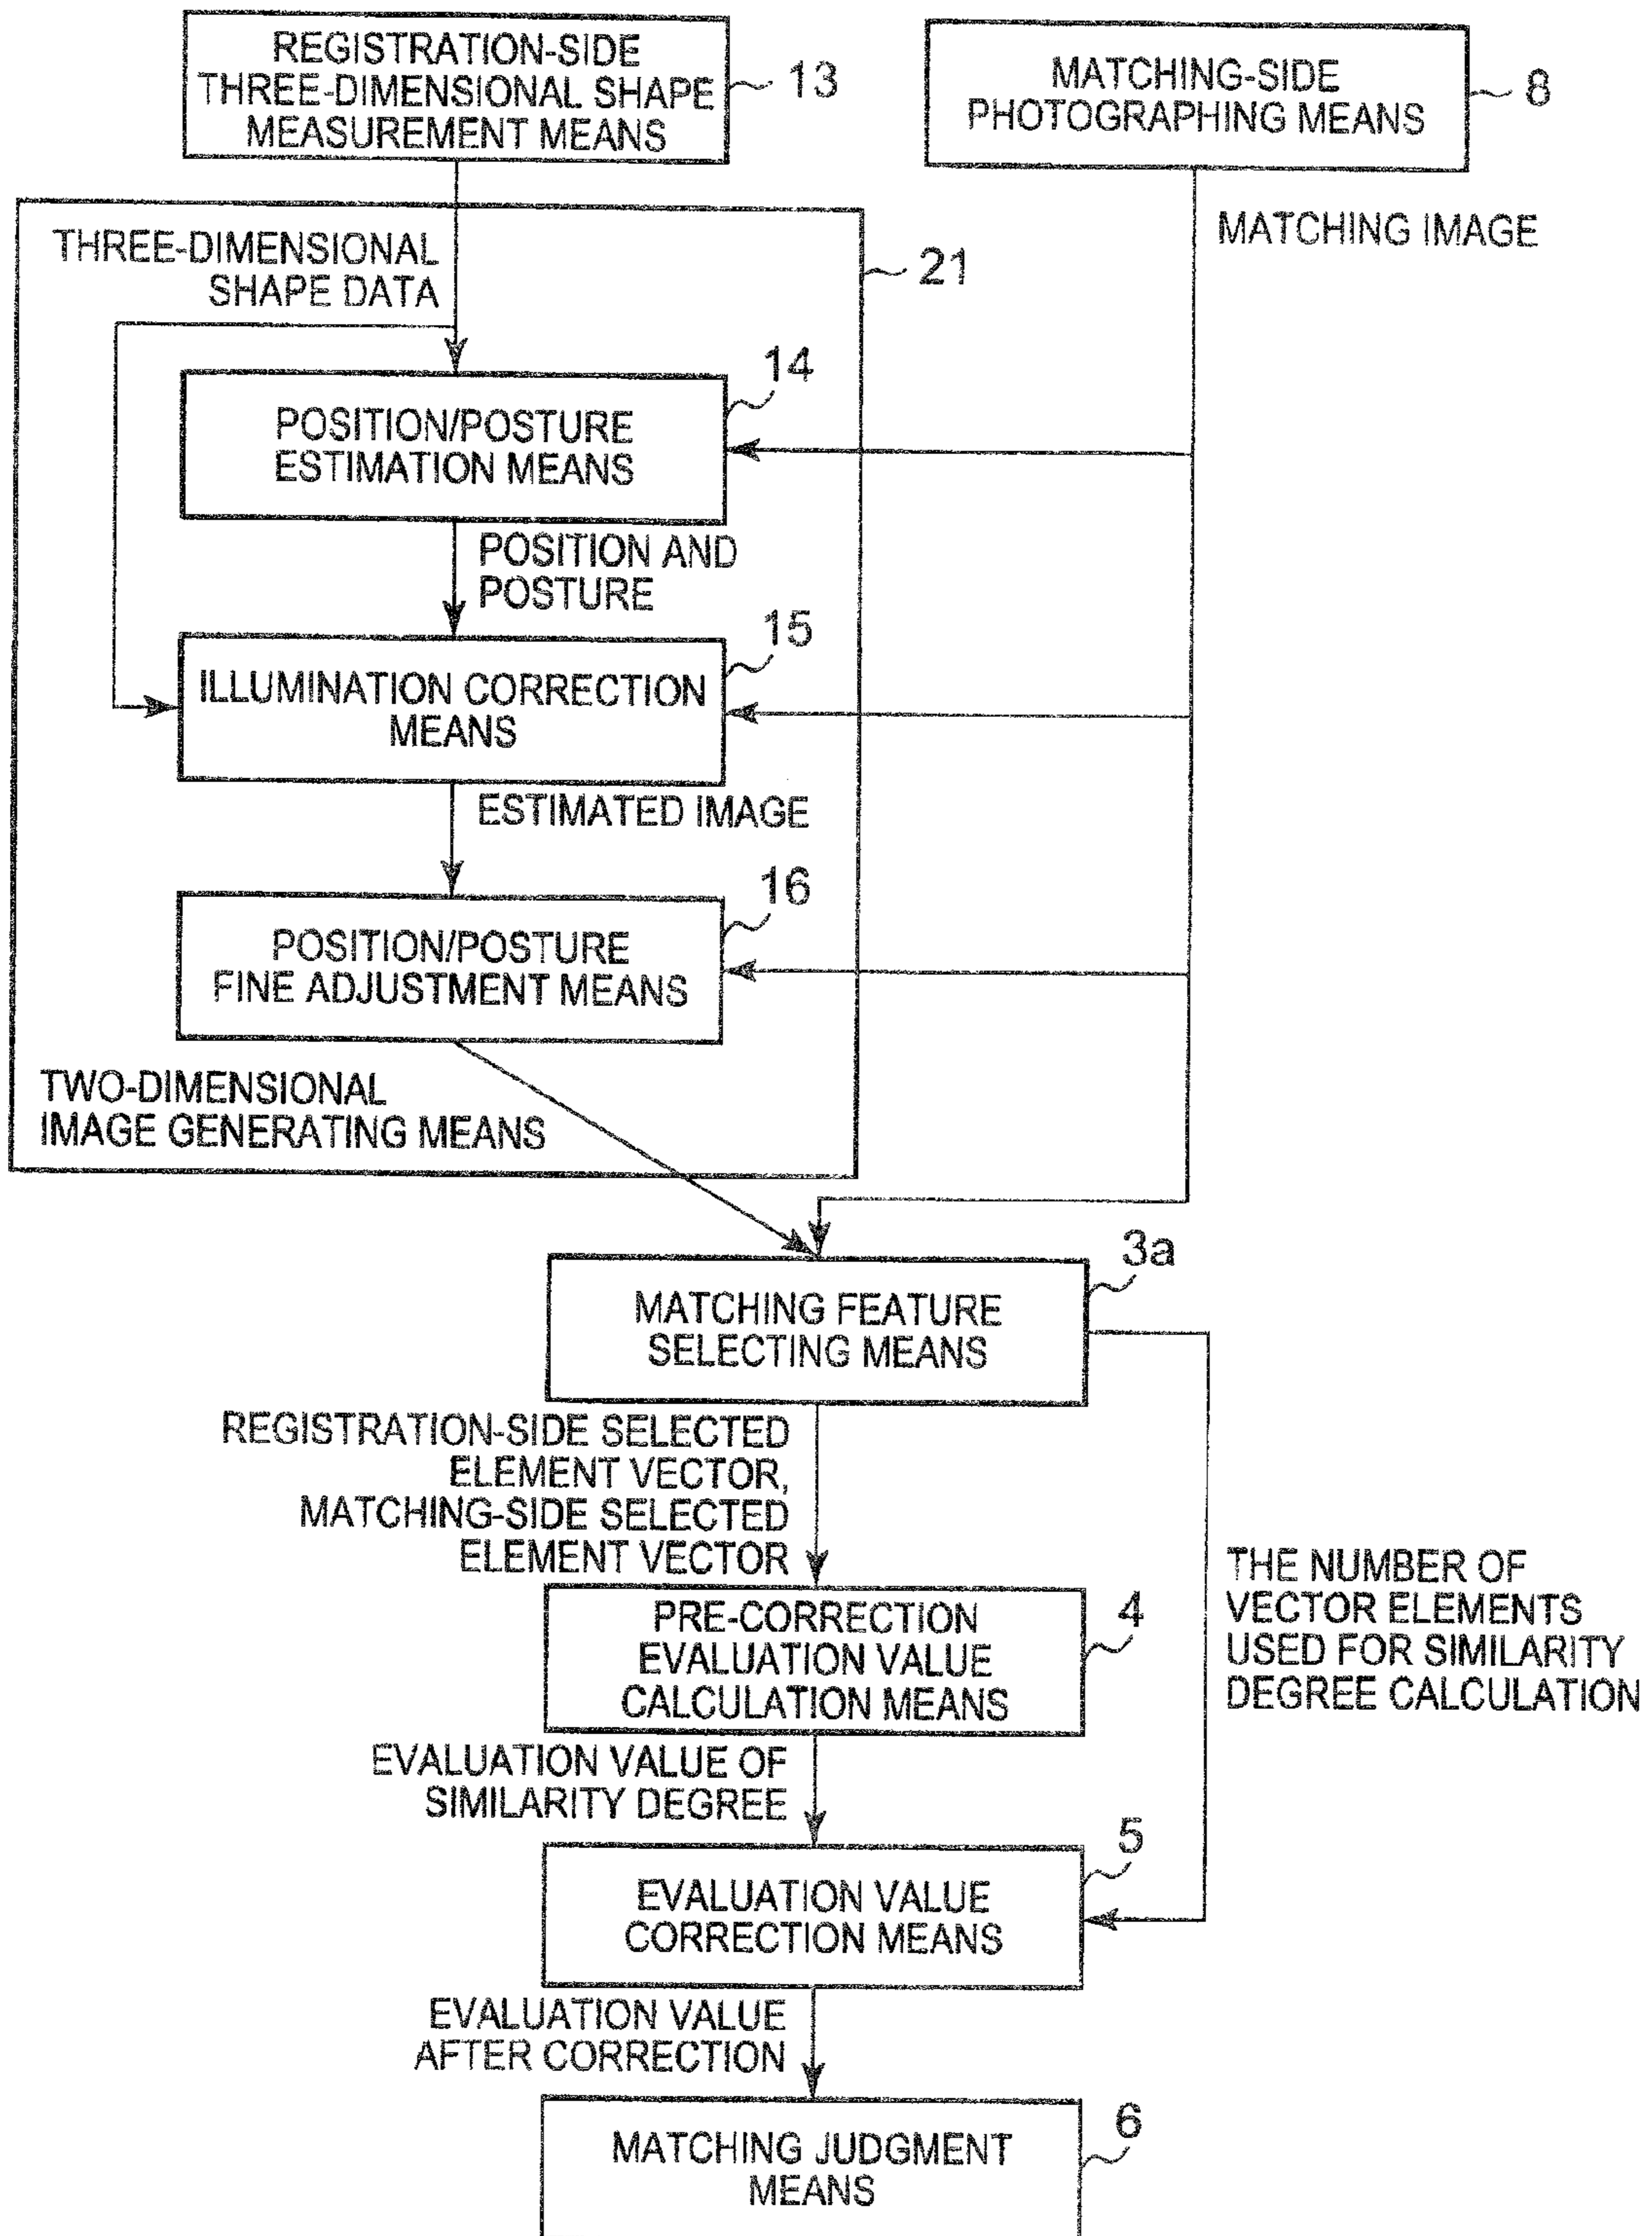 REGISTRATION-SIDE
THREE-DIMENSIONAL SHAPE
MEASUREMENT MEANS
13
MATCHING-SIDE
PHOTOGRAPHING MEANS
8
MATCHING IMAGE
THREE-DIMENSIONAL
SHAPE DATA
21
14
POSITION/POSTURE
ESTIMATION MEANS
POSITION AND
POSTURE
15
ILLUMINATION CORRECTION
MEANS
ESTIMATED IMAGE
16
POSITION/POSTURE
FINE ADJUSTMENT MEANS
TWO-DIMENSIONAL
IMAGE GENERATING MEANS
3a
MATCHING FEATURE
SELECTING MEANS
REGISTRATION-SIDE SELECTED
ELEMENT VECTOR,
MATCHING-SIDE SELECTED
ELEMENT VECTOR
THE NUMBER OF
VECTOR ELEMENTS
USED FOR SIMILARITY
DEGREE CALCULATION
4
PRE-CORRECTION
EVALUATION VALUE
CALCULATION MEANS
EVALUATION VALUE OF
SIMILARITY DEGREE
5
EVALUATION VALUE
CORRECTION MEANS
EVALUATION VALUE
AFTER CORRECTION
6
MATCHING JUDGMENT
MEANS